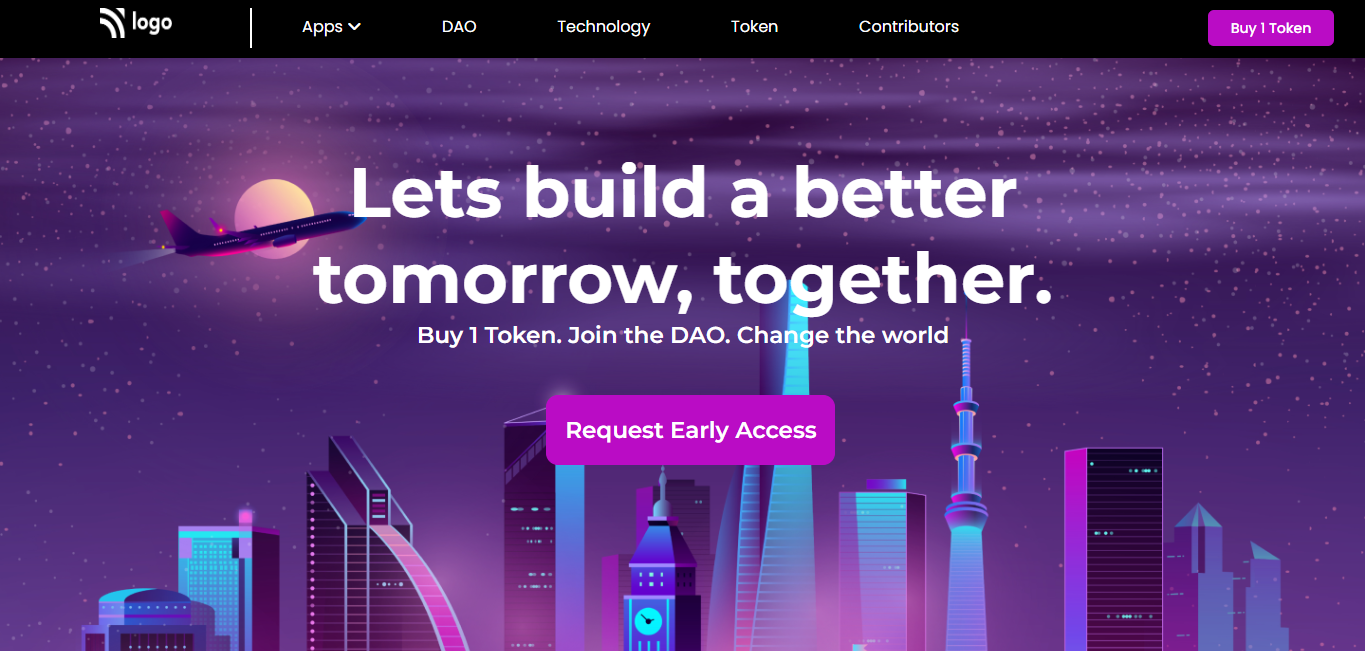 logo
Apps
DAO
Technology
Token
Contributors
Buy 1 Token
Lets build a better
tomorrow, together.
Buy 1 Token. Join the DAO. Change the world
Request Early Access